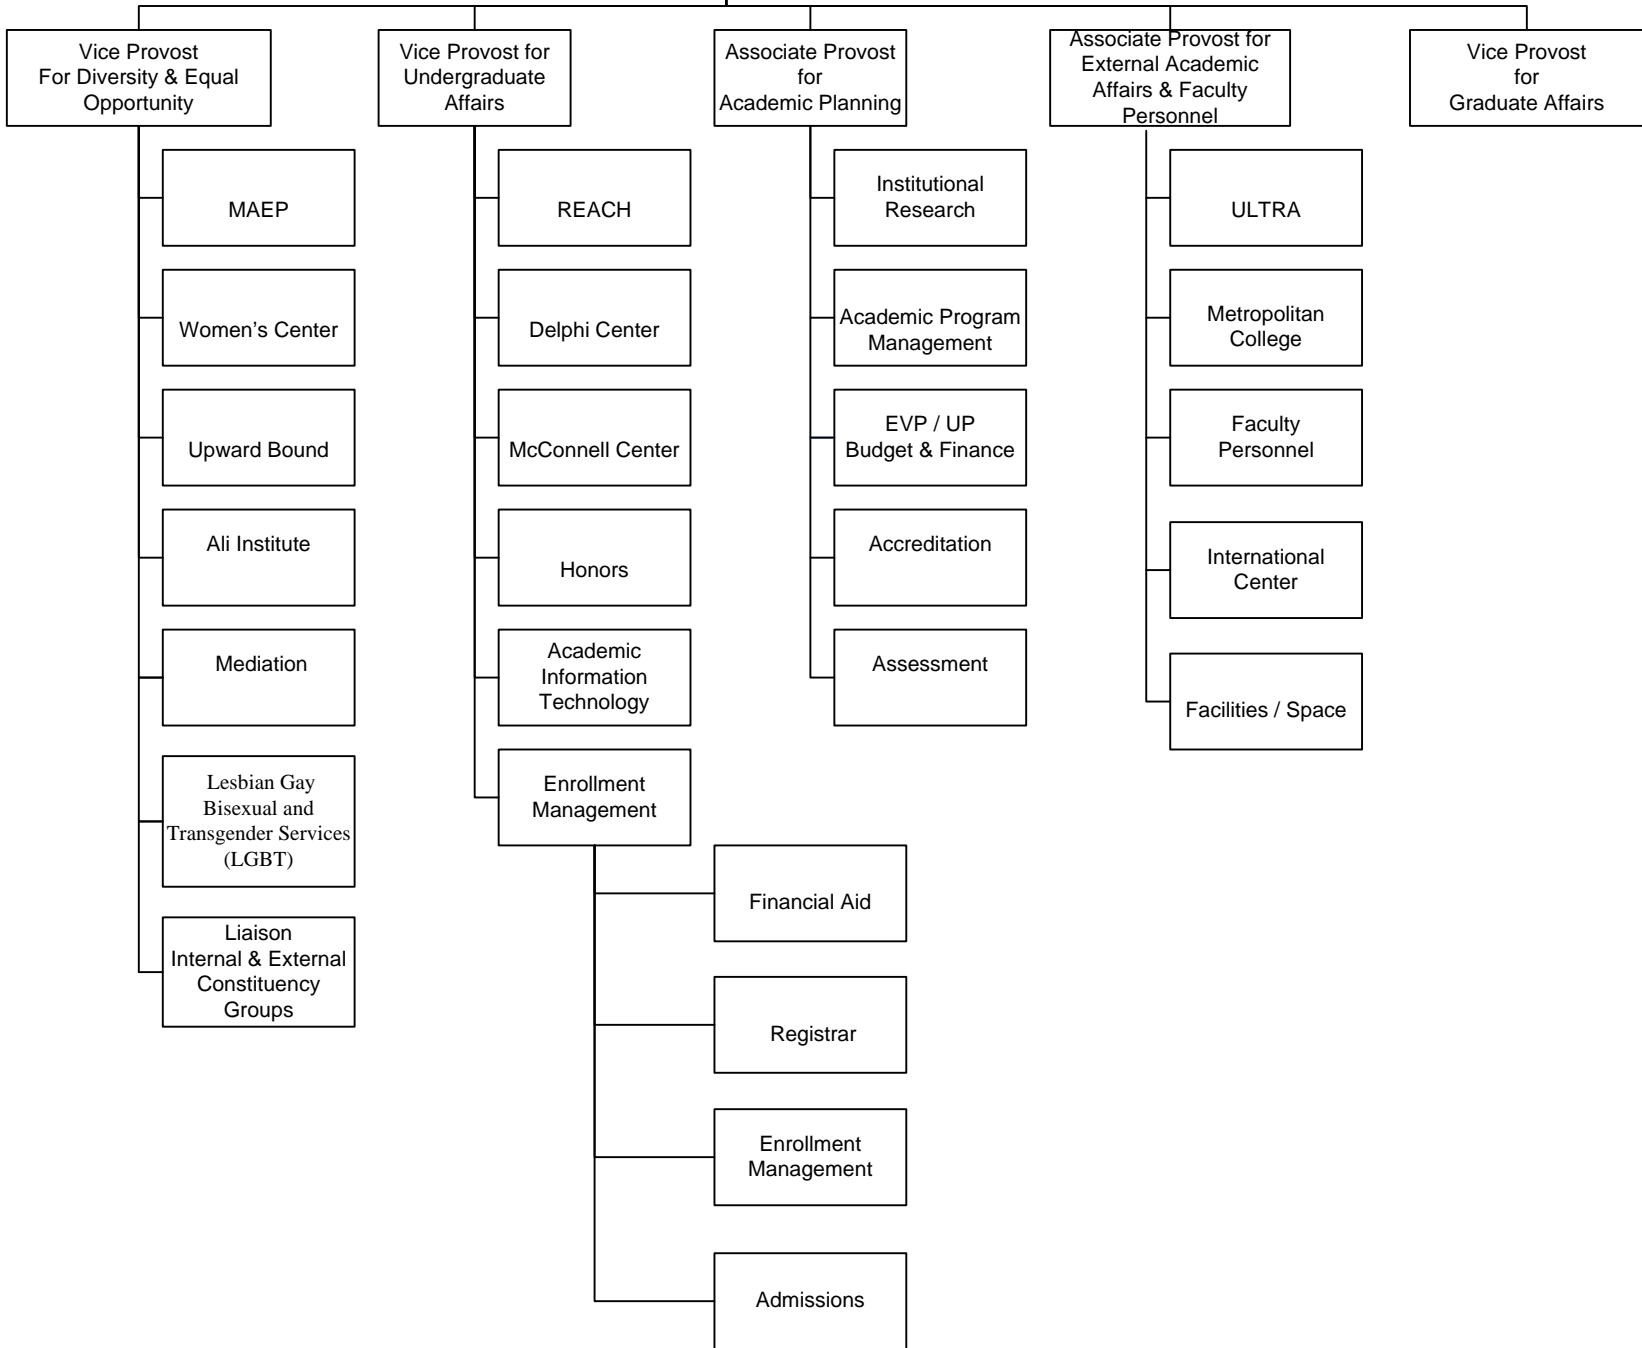 Vice Provost
For Diversity & Equal
Opportunity
Vice Provost for
Undergraduate
Affairs
Associate Provost
for
Academic Planning
Associate Provost for
External Academic
Affairs & Faculty
Personnel
Vice Provost
for
Graduate Affairs
MAEP
Women’s Center
Upward Bound
Ali Institute
Mediation
Lesbian Gay
Bisexual and
Transgender Services
(LGBT)
Liaison
Internal & External
Constituency
Groups
REACH
Delphi Center
McConnell Center
Honors
Academic
Information
Technology
Enrollment
Management
Financial Aid
Registrar
Enrollment
Management
Admissions
Institutional
Research
Academic Program
Management
EVP / UP
Budget & Finance
Accreditation
Assessment
ULTRA
Metropolitan
College
Faculty
Personnel
International
Center
Facilities / Space